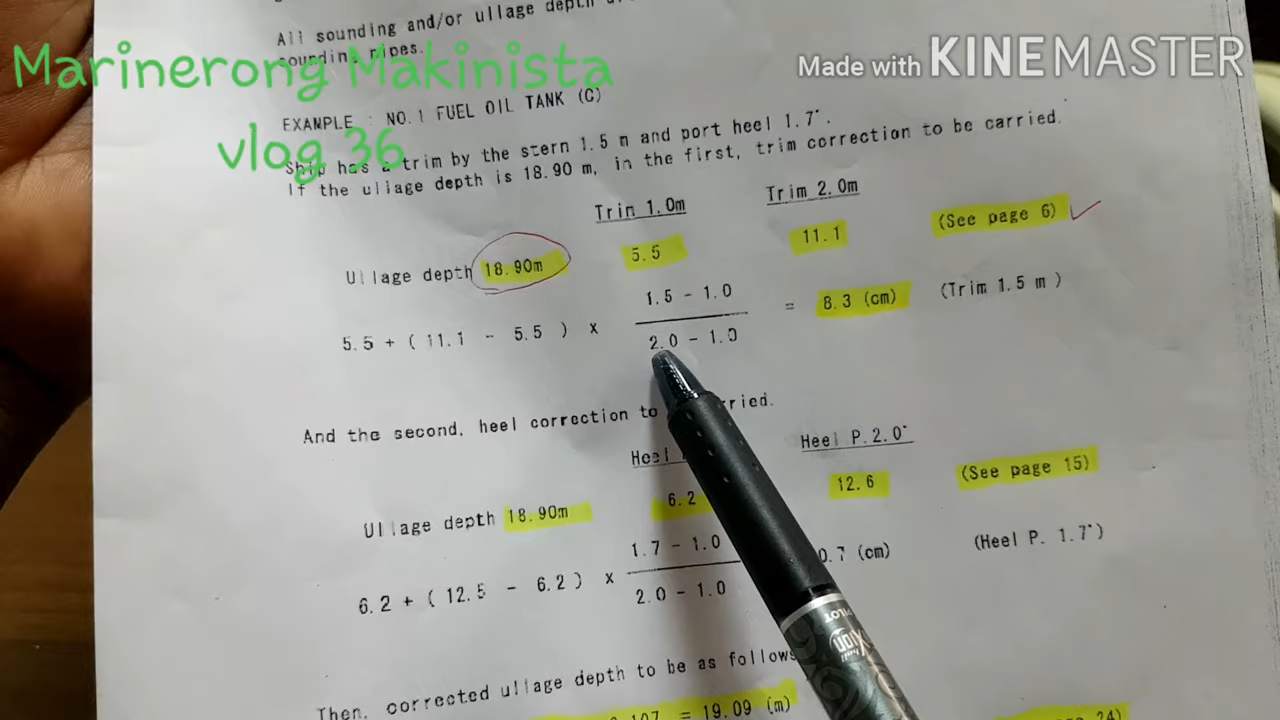 All sounding and/or ullage depth
sounding pipes.
Marinerong Makinista
vlog 36
Made with KINEMASTER
EXAMPLE : NO.1 FUEL OIL TANK (C)
Ship has a trim by the stern 1.5 m and port heel 1.7°.
If the ullage depth is 18.90 m, in the first, trim correction to be carried.
Trim 1.0m Trim 2.0m
Ullage depth 18.90m 5.5 11.1 (See page 6)
1.5 - 1.0
5.5 + ( 11.1 - 5.5 ) x = 8.3 (cm) (Trim 1.5 m )
2.0 - 1.0
And the second, heel correction to carried.
Heel Heel P.2.0°
Ullage depth 18.90m 6.2 12.6 (See page 15)
1.7 - 1.0
6.2 + ( 12.5 - 6.2 ) x 0.7 (cm) (Heel P. 1.7°)
2.0 - 1.0
Then, corrected ullage depth to be as follows
107 = 19.09 (m) 24)
PILOT